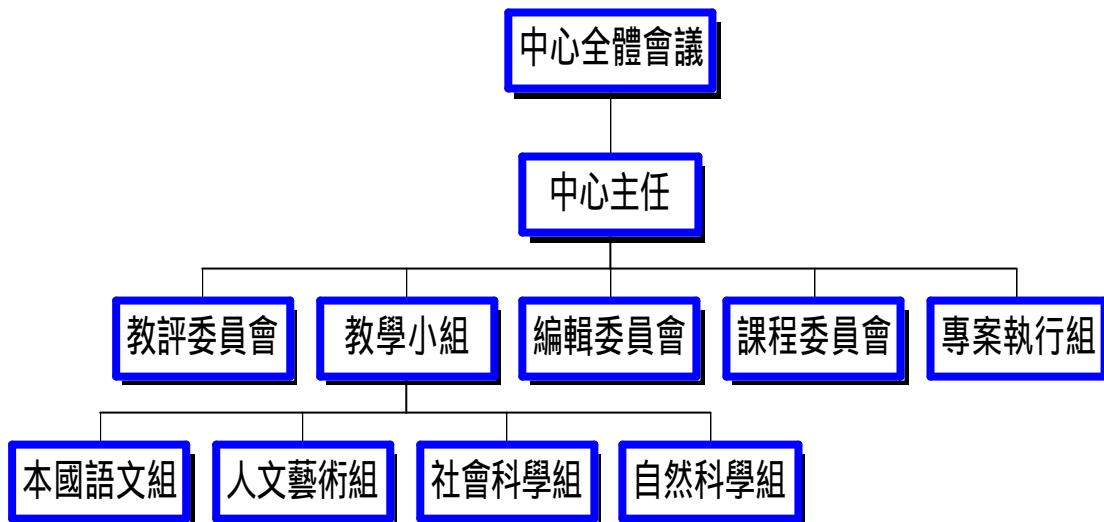 中心全體會議
中心主任
教評委員會
教學小組
編輯委員會
課程委員會
專案執行組
本國語文組
人文藝術組
社會科學組
自然科學組